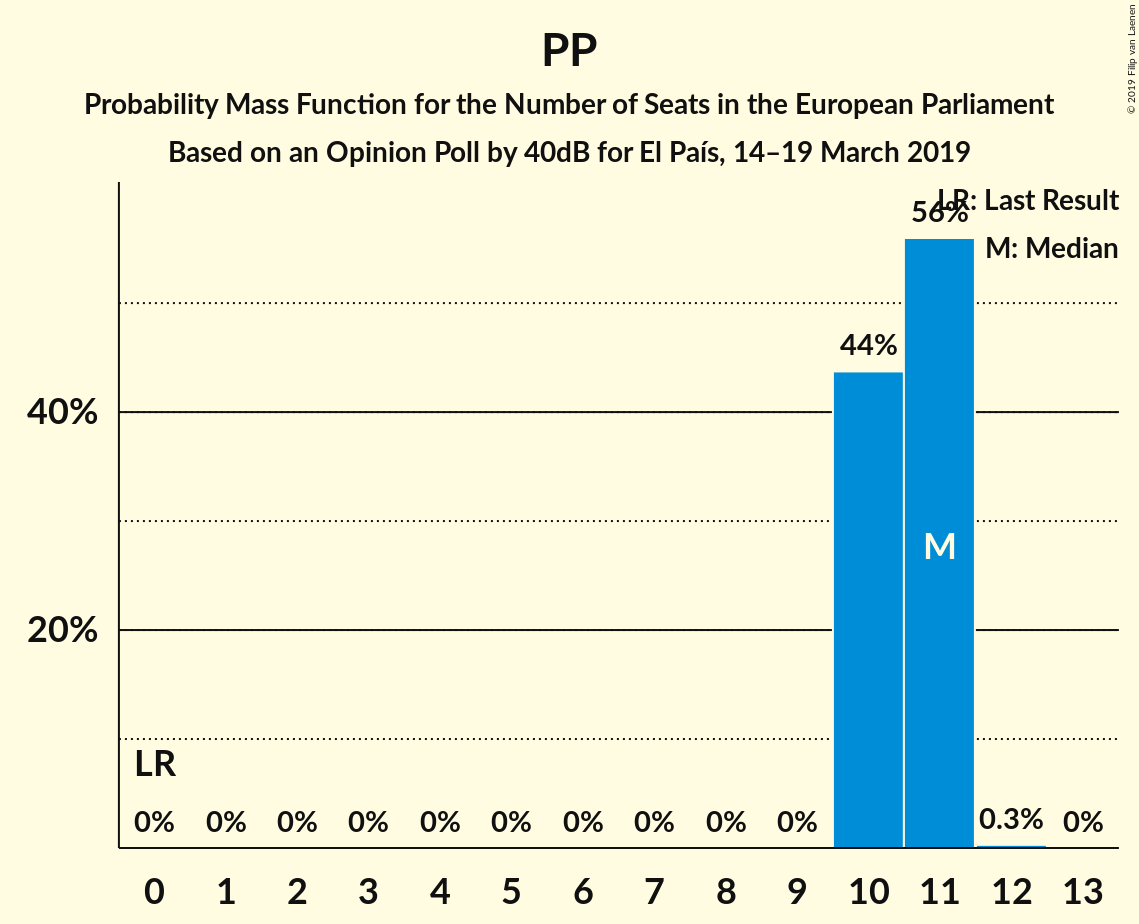 PP
Probability Mass Function for the Number of Seats in the European Parliament
Based on an Opinion Poll by 40dB for El País, 14–19 March 2019
© 2019 Filip van Laenen
LR: Last Result
M: Median
56%
44%
40%
M
20%
LR
0% 0% 0% 0% 0% 0% 0% 0% 0% 0% 0.3% 0%
0 1 2 3 4 5 6 7 8 9 10 11 12 13